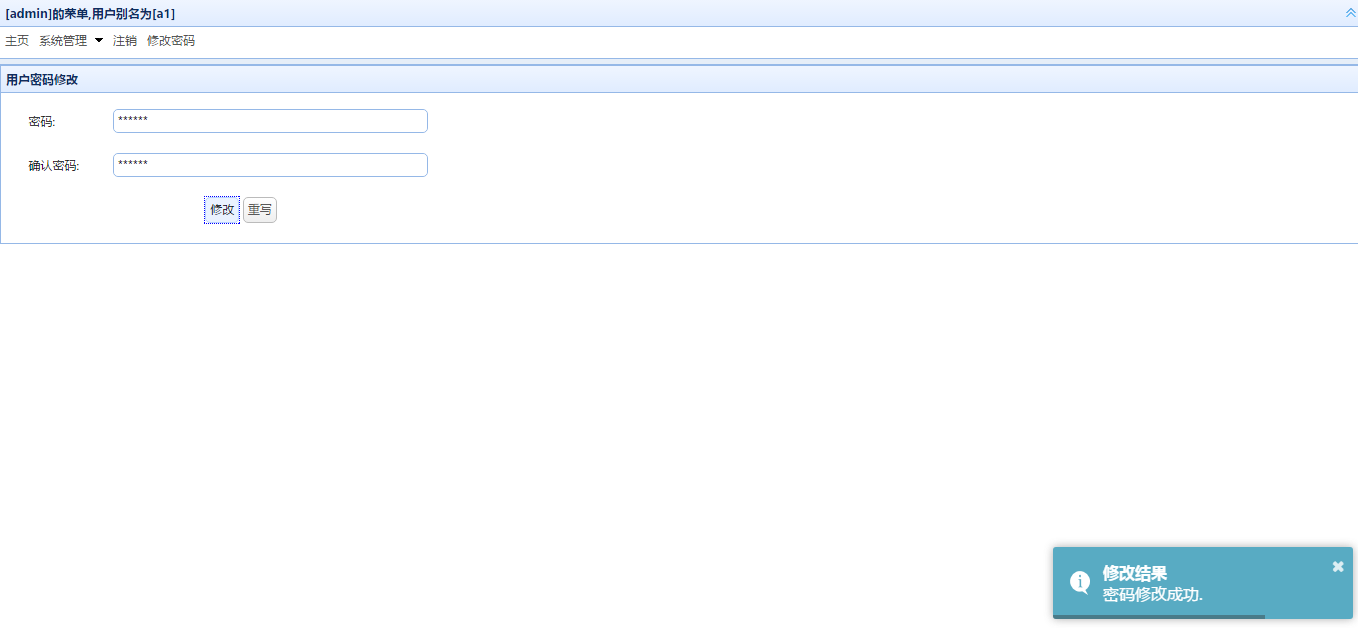 [admin]的荣单,用户别名为[a1]
主页 系统管理 注销 修改密码
用户密码修改
密码: ******
确认密码: ******
修改 重写
修改结果
密码修改成功.